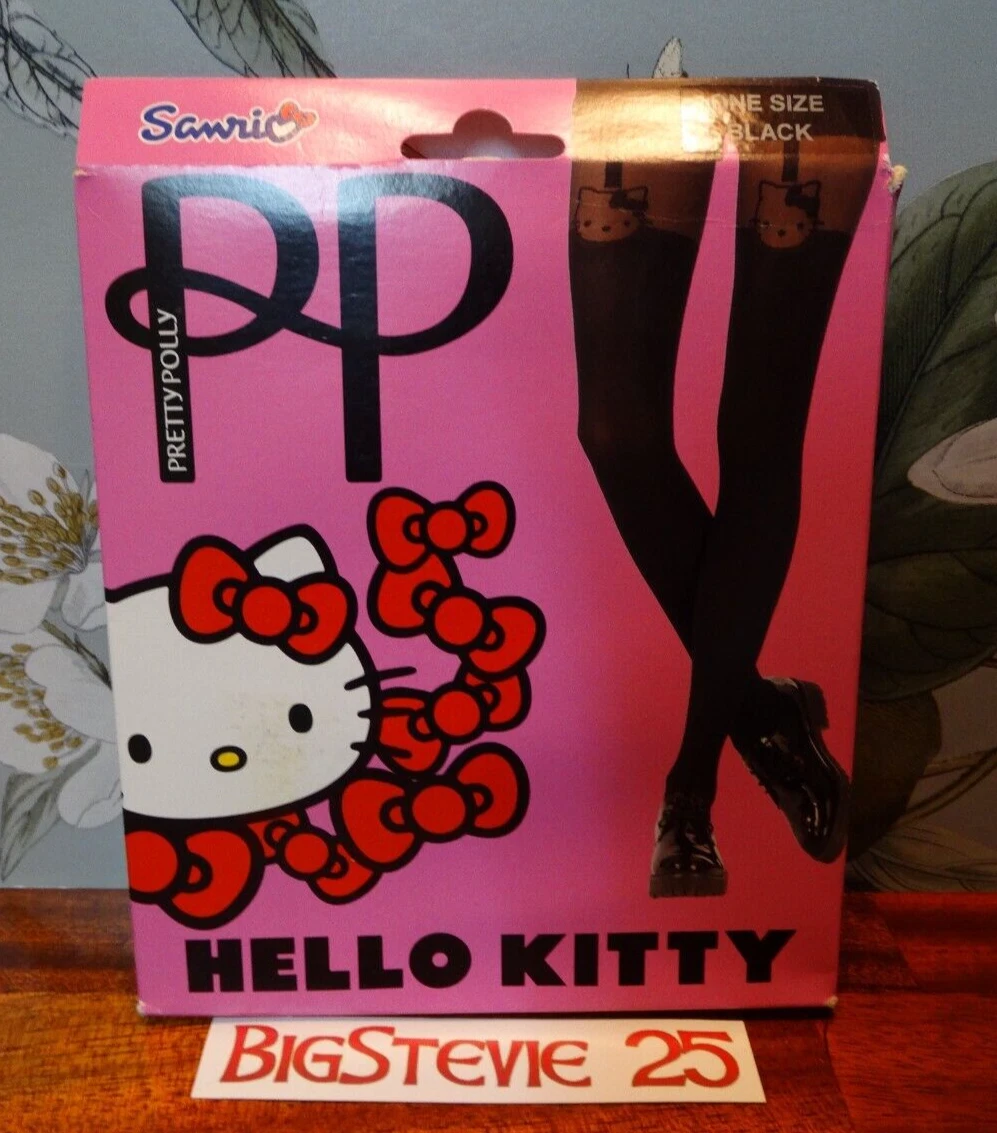 Sanrio
ONE SIZE
BLACK
PP
PRETTY POLLY
HELLO KITTY
BIGSTEVIE 25